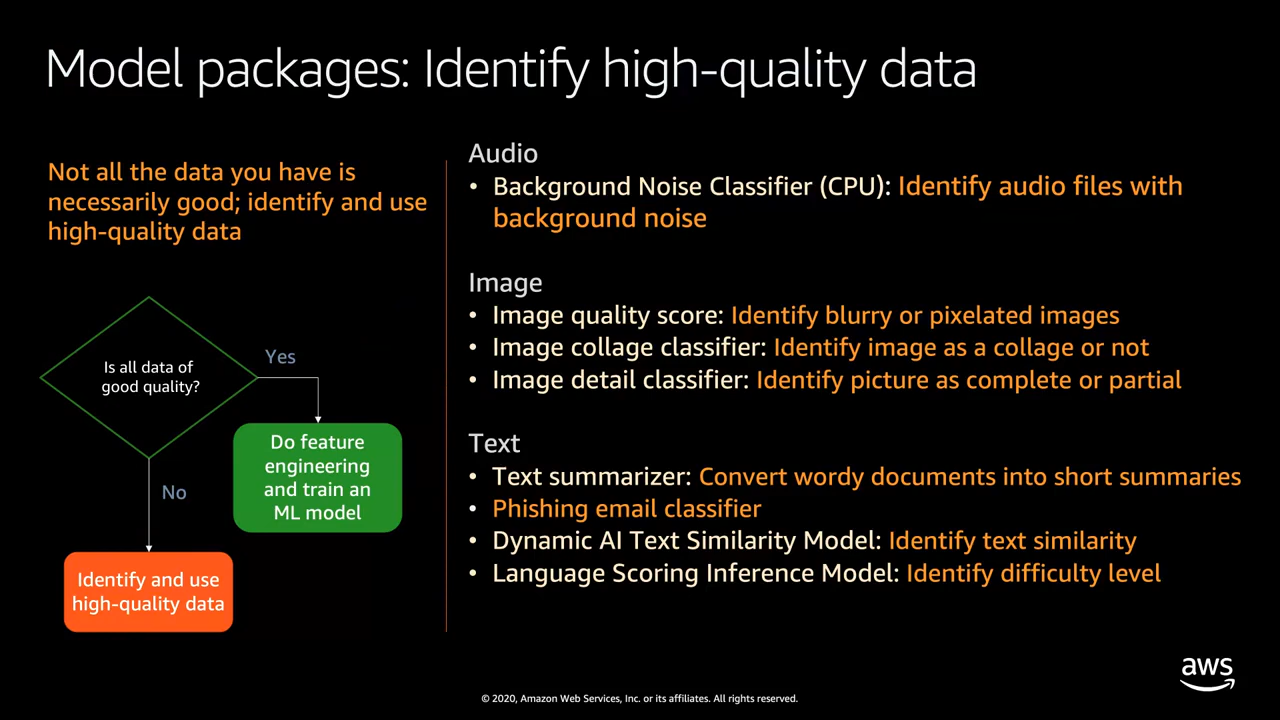 Model packages: Identify high-quality data
Not all the data you have is
necessarily good; identify and use
high-quality data
Is all data of
good quality?
Yes
Do feature
engineering
and train an
ML model
No
Identify and use
high-quality data
Audio
• Background Noise Classifier (CPU): Identify audio files with
background noise
Image
• Image quality score: Identify blurry or pixelated images
• Image collage classifier: Identify image as a collage or not
• Image detail classifier: Identify picture as complete or partial
Text
• Text summarizer: Convert wordy documents into short summaries
• Phishing email classifier
• Dynamic AI Text Similarity Model: Identify text similarity
• Language Scoring Inference Model: Identify difficulty level
© 2020, Amazon Web Services, Inc. or its affiliates. All rights reserved.
aws